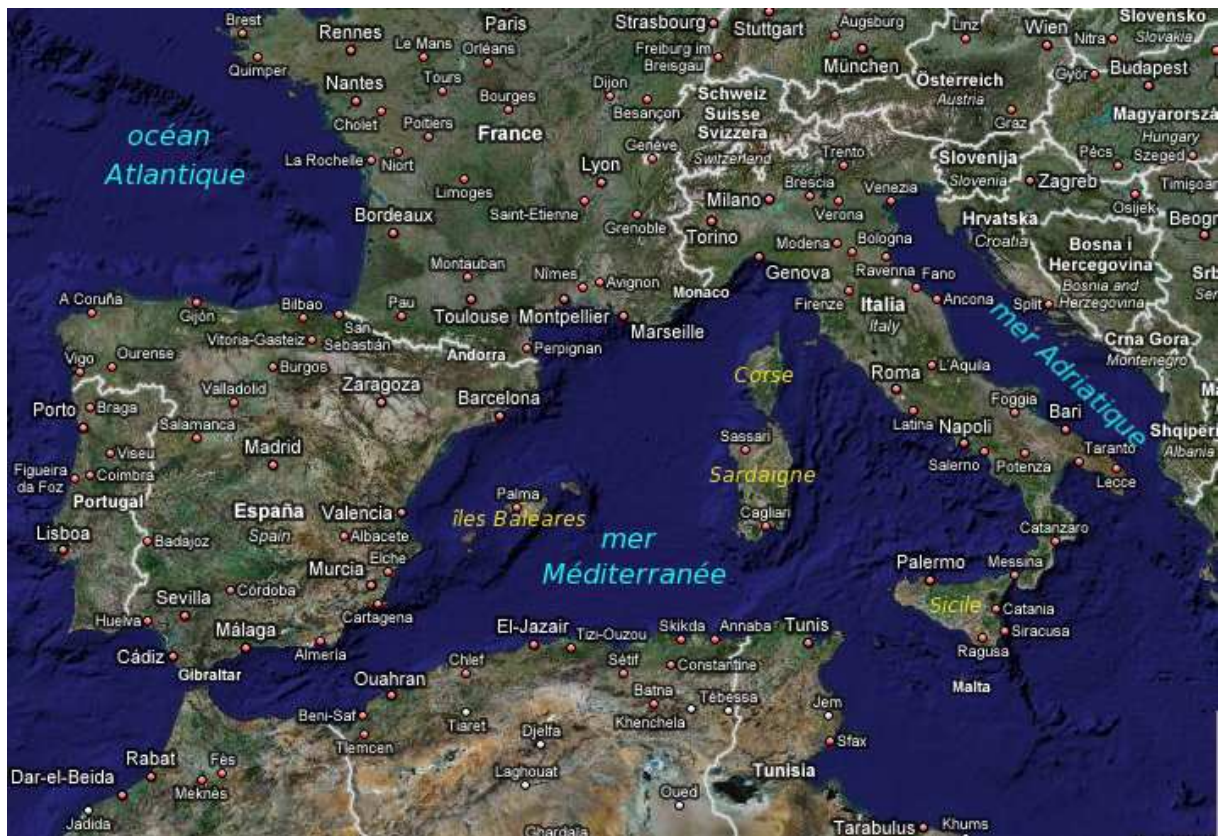 Brest
Rennes
Paris
Strasbourg
Stuttgart
Augsburg
Linz
Wien
Nitra
Slovensko
Slovakia
Quimper
Le Mans
Orléans
Freiburg im
Breisgau
München
Österreich
Austria
Györ
Budapest
Nantes
Tours
Dijon
Schweiz
Suisse
Svizzera
Switzerland
Cholet
Bourges
Besançon
Graz
Magyarorszá
Hungary
océan
Atlantique
Poitiers
France
Genève
Trento
Slovenija
Slovenia
Pécs
Szeged
La Rochelle
Niort
Lyon
Limoges
Brescia
Venezia
Zagreb
Timişoar
Saint-Etienne
Milano
Verona
Osijek
Bordeaux
Grenoble
Torino
Hrvatska
Croatia
Beogr
Modena
Bologna
Bosna i
Hercegovina
Bosnia and
Herzegovina
Montauban
Nîmes
Avignon
Genova
Ravenna
Fano
Srb
Ser
A Coruña
Gijón
Bilbao
Pau
Toulouse
Montpellier
Marseille
Monaco
Firenze
Italia
Italy
Ancona
Split
Vitoria-Gasteiz
San
Sebastián
Andorra
Perpignan
mer Adriatique
Crna Gora
Montenegro
Vigo
Ourense
Burgos
Corse
L'Aquila
Valladolid
Zaragoza
Barcelona
Roma
Foggia
Ma
Porto
Braga
Salamanca
Latina
Napoli
Bari
Shqipëri
Albania
Viseu
Madrid
Sassari
Salerno
Potenza
Taranto
Lecce
Figueira
da Foz
Coimbra
Sardaigne
Portugal
España
Spain
Valencia
Palma
îles Baléares
Cagliari
Lisboa
Badajoz
Albacete
mer
Méditerranée
Catanzaro
Elche
Murcia
Palermo
Messina
Córdoba
Sevilla
Cartagena
Sicile
Catania
Huelva
Málaga
El-Jazair
Tizi-Ouzou
Skikda
Annaba
Tunis
Siracusa
Cádiz
Gibraltar
Almería
Chlef
Sétif
Constantine
Ragusa
Malta
Ouahran
Batna
Tébessa
Beni-Saf
Tiaret
Djelfa
Khenchela
Jem
Tlemcen
Sfax
Rabat
Fès
Meknès
Dar-el-Beida
Laghouat
Oued
Tunisia
Jadida
Ghardaïa
Tarabulus
Khums